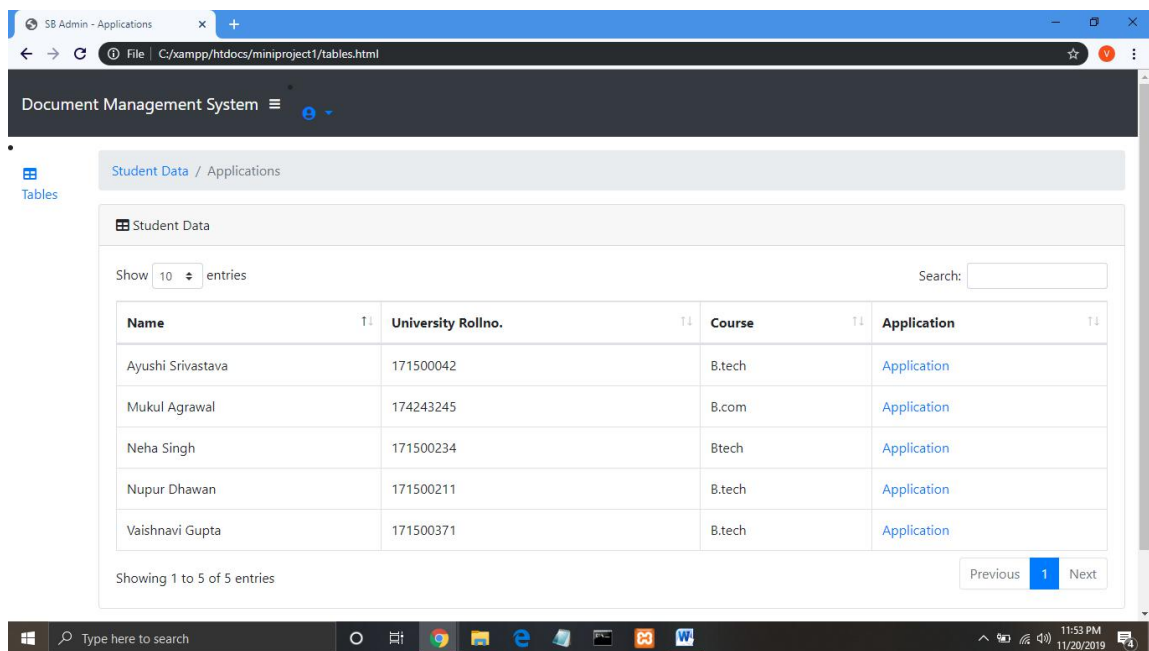 SB Admin - Applications
File | C:/xampp/htdocs/miniproject1/tables.html
V
Document Management System
Student Data / Applications
Tables
Student Data
Show 10 entries Search:
Name University Rollno. Course Application
Ayushi Srivastava 171500042 B.tech Application
Mukul Agrawal 174243245 B.com Application
Neha Singh 171500234 Btech Application
Nupur Dhawan 171500211 B.tech Application
Vaishnavi Gupta 171500371 B.tech Application
Showing 1 to 5 of 5 entries Previous 1 Next
Type here to search
11:53 PM
11/20/2019
4